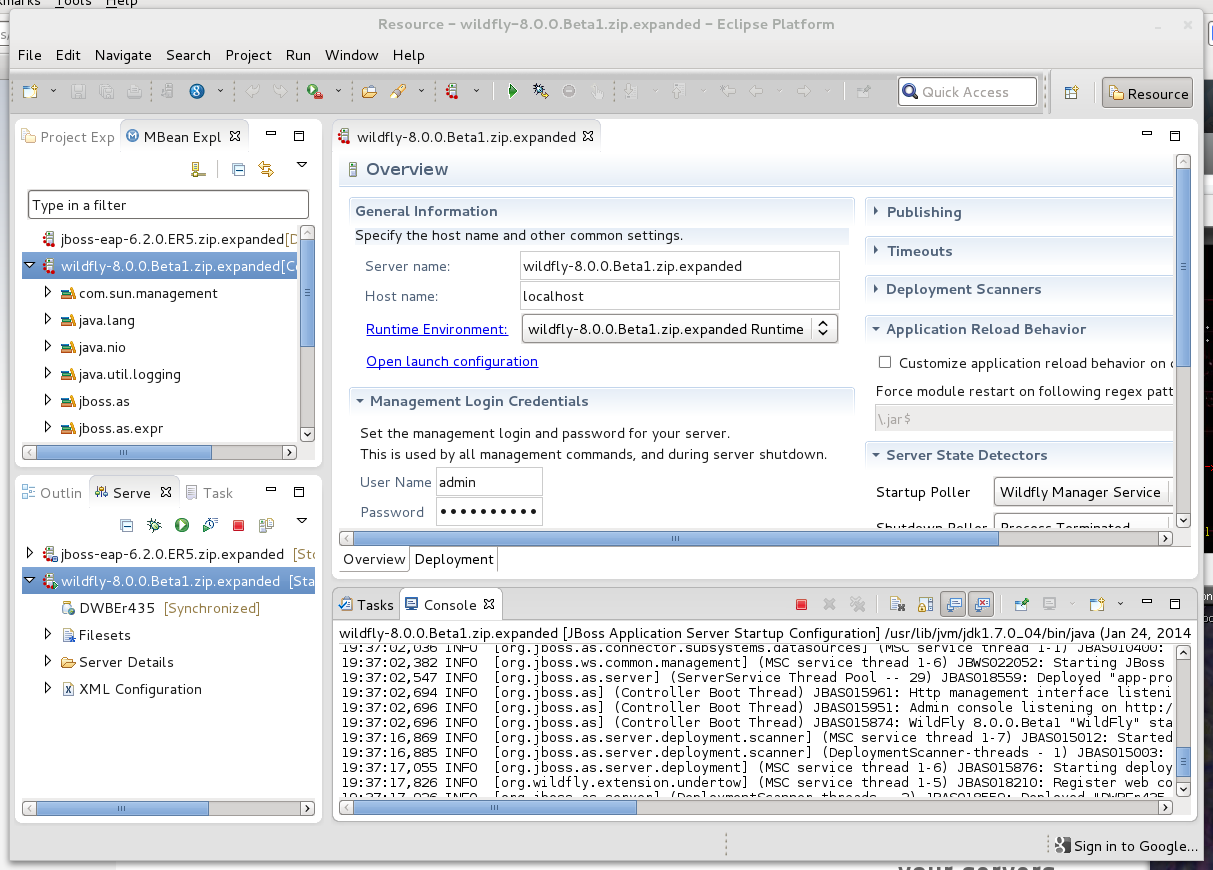 Tools Help
Resource – wildfly-8.0.0.Beta1.zip.expanded – Eclipse Platform
File Edit Navigate Search Project Run Window Help
Quick Access
Resource
Project Exp
MBean Expl
Type in a filter
jboss-eap-6.2.0.ER5.zip.expanded[D
wildfly-8.0.0.Beta1.zip.expanded[Co
com.sun.management
java.lang
java.nio
java.util.logging
jboss.as
jboss.as.expr
Outlin
Serve
Task
jboss-eap-6.2.0.ER5.zip.expanded [Sto
wildfly-8.0.0.Beta1.zip.expanded [Sta
DWBEr435 [Synchronized]
Filesets
Server Details
XML Configuration
wildfly-8.0.0.Beta1.zip.expanded
Overview
General Information
Specify the host name and other common settings.
Server name: wildfly-8.0.0.Beta1.zip.expanded
Host name: localhost
Runtime Environment: wildfly-8.0.0.Beta1.zip.expanded Runtime
Open launch configuration
Management Login Credentials
Set the management login and password for your server.
This is used by all management commands, and during server shutdown.
User Name admin
Password ••••••••••
Publishing
Timeouts
Deployment Scanners
Application Reload Behavior
Customize application reload behavior on c
Force module restart on following regex patt
\.jar$
Server State Detectors
Startup Poller Wildfly Manager Service
Shutdown Poller Process Terminated
Overview Deployment
Tasks
Console
wildfly-8.0.0.Beta1.zip.expanded [JBoss Application Server Startup Configuration] /usr/lib/jvm/jdk1.7.0_04/bin/java (Jan 24, 2014
19:37:02,036 INFO [org.jboss.as.connector.subsystems.datasources] (MSC service thread 1-1) JBAS010400:
19:37:02,382 INFO [org.jboss.ws.common.management] (MSC service thread 1-6) JBWS022052: Starting JBoss
19:37:02,547 INFO [org.jboss.as.server] (ServerService Thread Pool -- 29) JBAS018559: Deployed "app-pro
19:37:02,694 INFO [org.jboss.as] (Controller Boot Thread) JBAS015961: Http management interface listeni
19:37:02,696 INFO [org.jboss.as] (Controller Boot Thread) JBAS015951: Admin console listening on http:/
19:37:02,696 INFO [org.jboss.as] (Controller Boot Thread) JBAS015874: WildFly 8.0.0.Beta1 "WildFly" sta
19:37:16,869 INFO [org.jboss.as.server.deployment.scanner] (MSC service thread 1-7) JBAS015012: Started
19:37:16,885 INFO [org.jboss.as.server.deployment.scanner] (DeploymentScanner-threads - 1) JBAS015003:
19:37:17,055 INFO [org.jboss.as.server.deployment] (MSC service thread 1-6) JBAS015876: Starting deploy
19:37:17,826 INFO [org.wildfly.extension.undertow] (MSC service thread 1-5) JBAS018210: Register web co
INFO [org.jboss.as.server] (DeploymentScanner-threads - 2) JBAS018559: Deployed "DWBEr435
Sign in to Google...
your servers